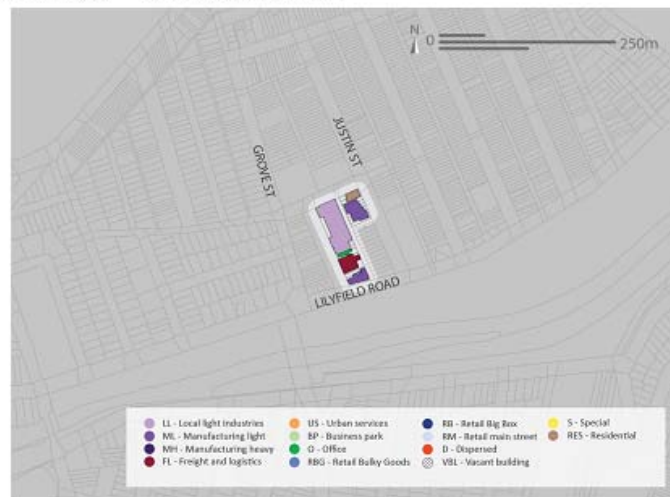 N
0
250m
JUSTIN ST
GROVE ST
LILYFIELD ROAD
LL - Local light industries
ML - Manufacturing light
MH - Manufacturing heavy
FL - Freight and logistics
US - Urban services
BP - Business park
O - Office
RBG - Retail Bulky Goods
RB - Retail Big Box
RM - Retail main street
D - Dispersed
VBL - Vacant building
S - Special
RES - Residential